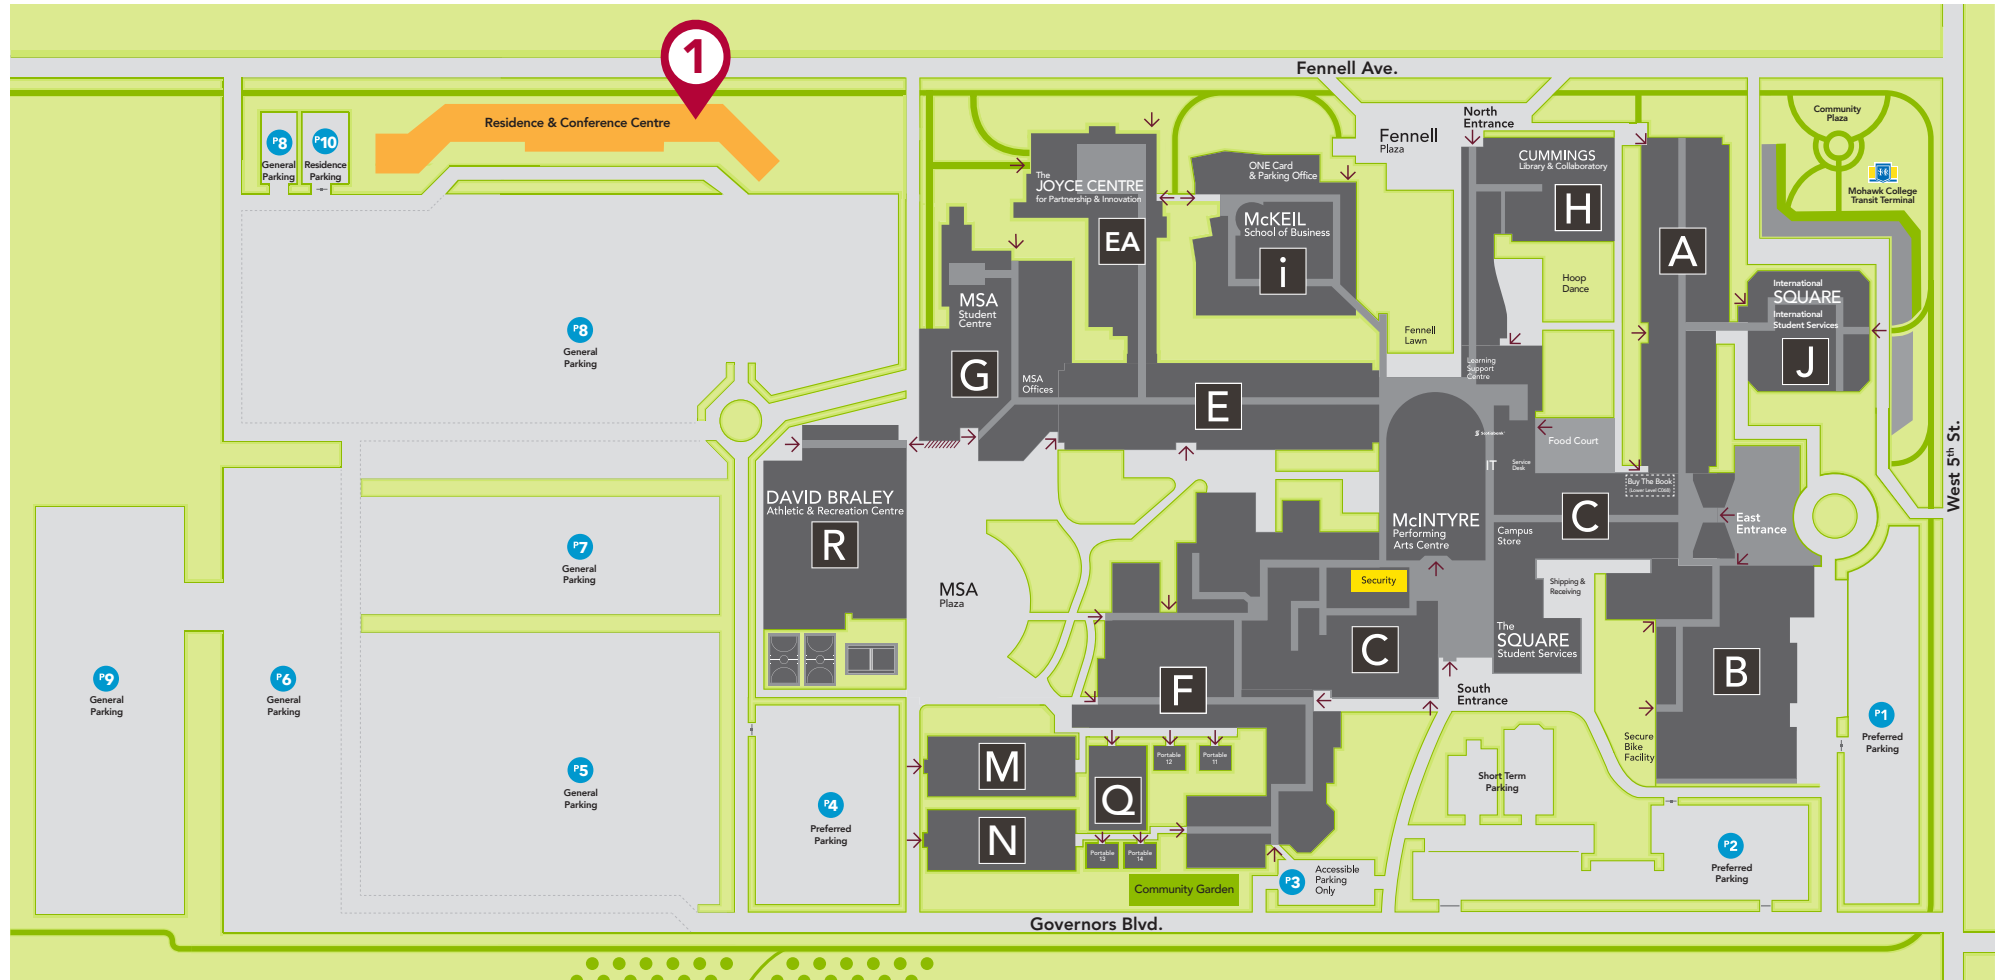 1
Fennell Ave.
Residence & Conference Centre
P8
General
Parking
P10
Residence
Parking
North
Entrance
Fennell
Plaza
Community
Plaza
Mohawk College
Transit Terminal
The
JOYCE CENTRE
for Partnership & Innovation
EA
ONE Card
& Parking Office
McKEIL
School of Business
i
CUMMINGS
Library & Collaboratory
H
A
Hoop
Dance
International
SQUARE
International
Student Services
J
MSA
Student
Centre
G
MSA
Offices
E
Fennell
Lawn
Learning
Support
Centre
P8
General
Parking
Scotiabank
IT
Service
Desk
Food Court
Buy The Book
(Lower Level C068)
West 5th St.
DAVID BRALEY
Athletic & Recreation Centre
R
McINTYRE
Performing
Arts Centre
Campus
Store
C
East
Entrance
P7
General
Parking
MSA
Plaza
Security
Shipping &
Receiving
The
SQUARE
Student Services
C
B
F
South
Entrance
P9
General
Parking
P6
General
Parking
P1
Preferred
Parking
Secure
Bike
Facility
M
Q
Portable
12
Portable
11
Short Term
Parking
P5
General
Parking
P4
Preferred
Parking
N
Portable
13
Portable
14
P2
Preferred
Parking
Community Garden
P3
Accessible
Parking
Only
Governors Blvd.